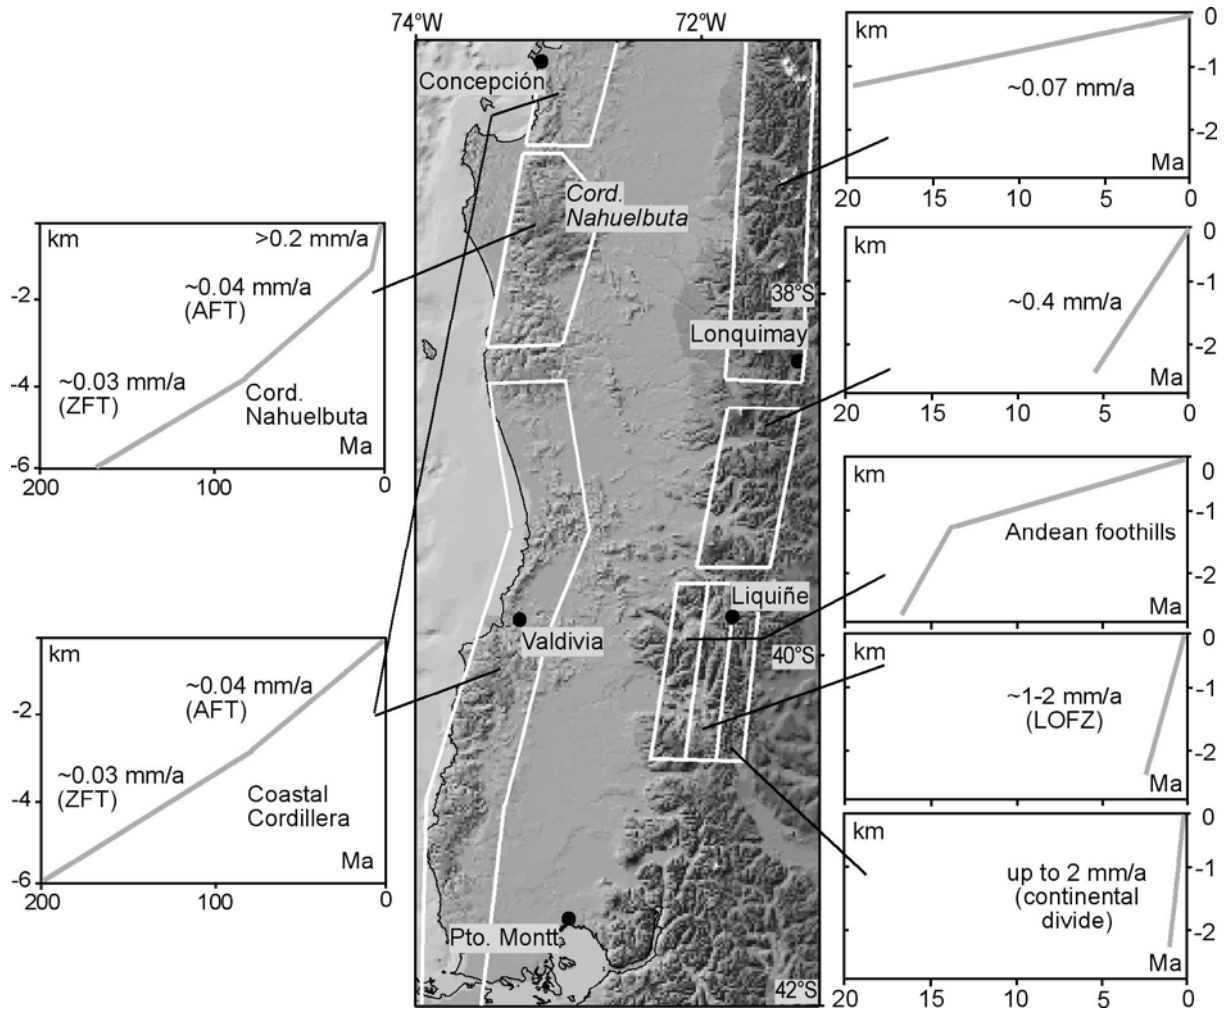 74°W
72°W
Concepción
Cord.
Nahuelbuta
38°S
Lonquimay
Liquiñe
Valdivia
40°S
Pto. Montt
42°S
km
>0.2 mm/a
~0.04 mm/a
(AFT)
~0.03 mm/a
(ZFT)
Cord.
Nahuelbuta
Ma
-2
-4
-6
200
100
0
km
~0.04 mm/a
(AFT)
~0.03 mm/a
(ZFT)
Coastal
Cordillera
Ma
-2
-4
-6
200
100
0
km
~0.07 mm/a
Ma
0
-1
-2
20
15
10
5
0
km
~0.4 mm/a
Ma
0
-1
-2
20
15
10
5
0
km
Andean foothills
Ma
0
-1
-2
km
~1-2 mm/a
(LOFZ)
Ma
0
-1
-2
20
15
10
5
0
km
up to 2 mm/a
(continental
divide)
Ma
0
-1
-2
20
15
10
5
0